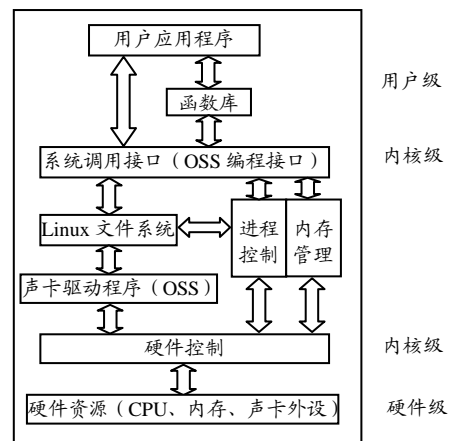 用户应用程序
用户级
函数库
系统调用接口（OSS 编程接口）
内核级
Linux 文件系统
进程
控制
内存
管理
声卡驱动程序（OSS）
硬件控制
内核级
硬件资源（CPU、内存、声卡外设）
硬件级